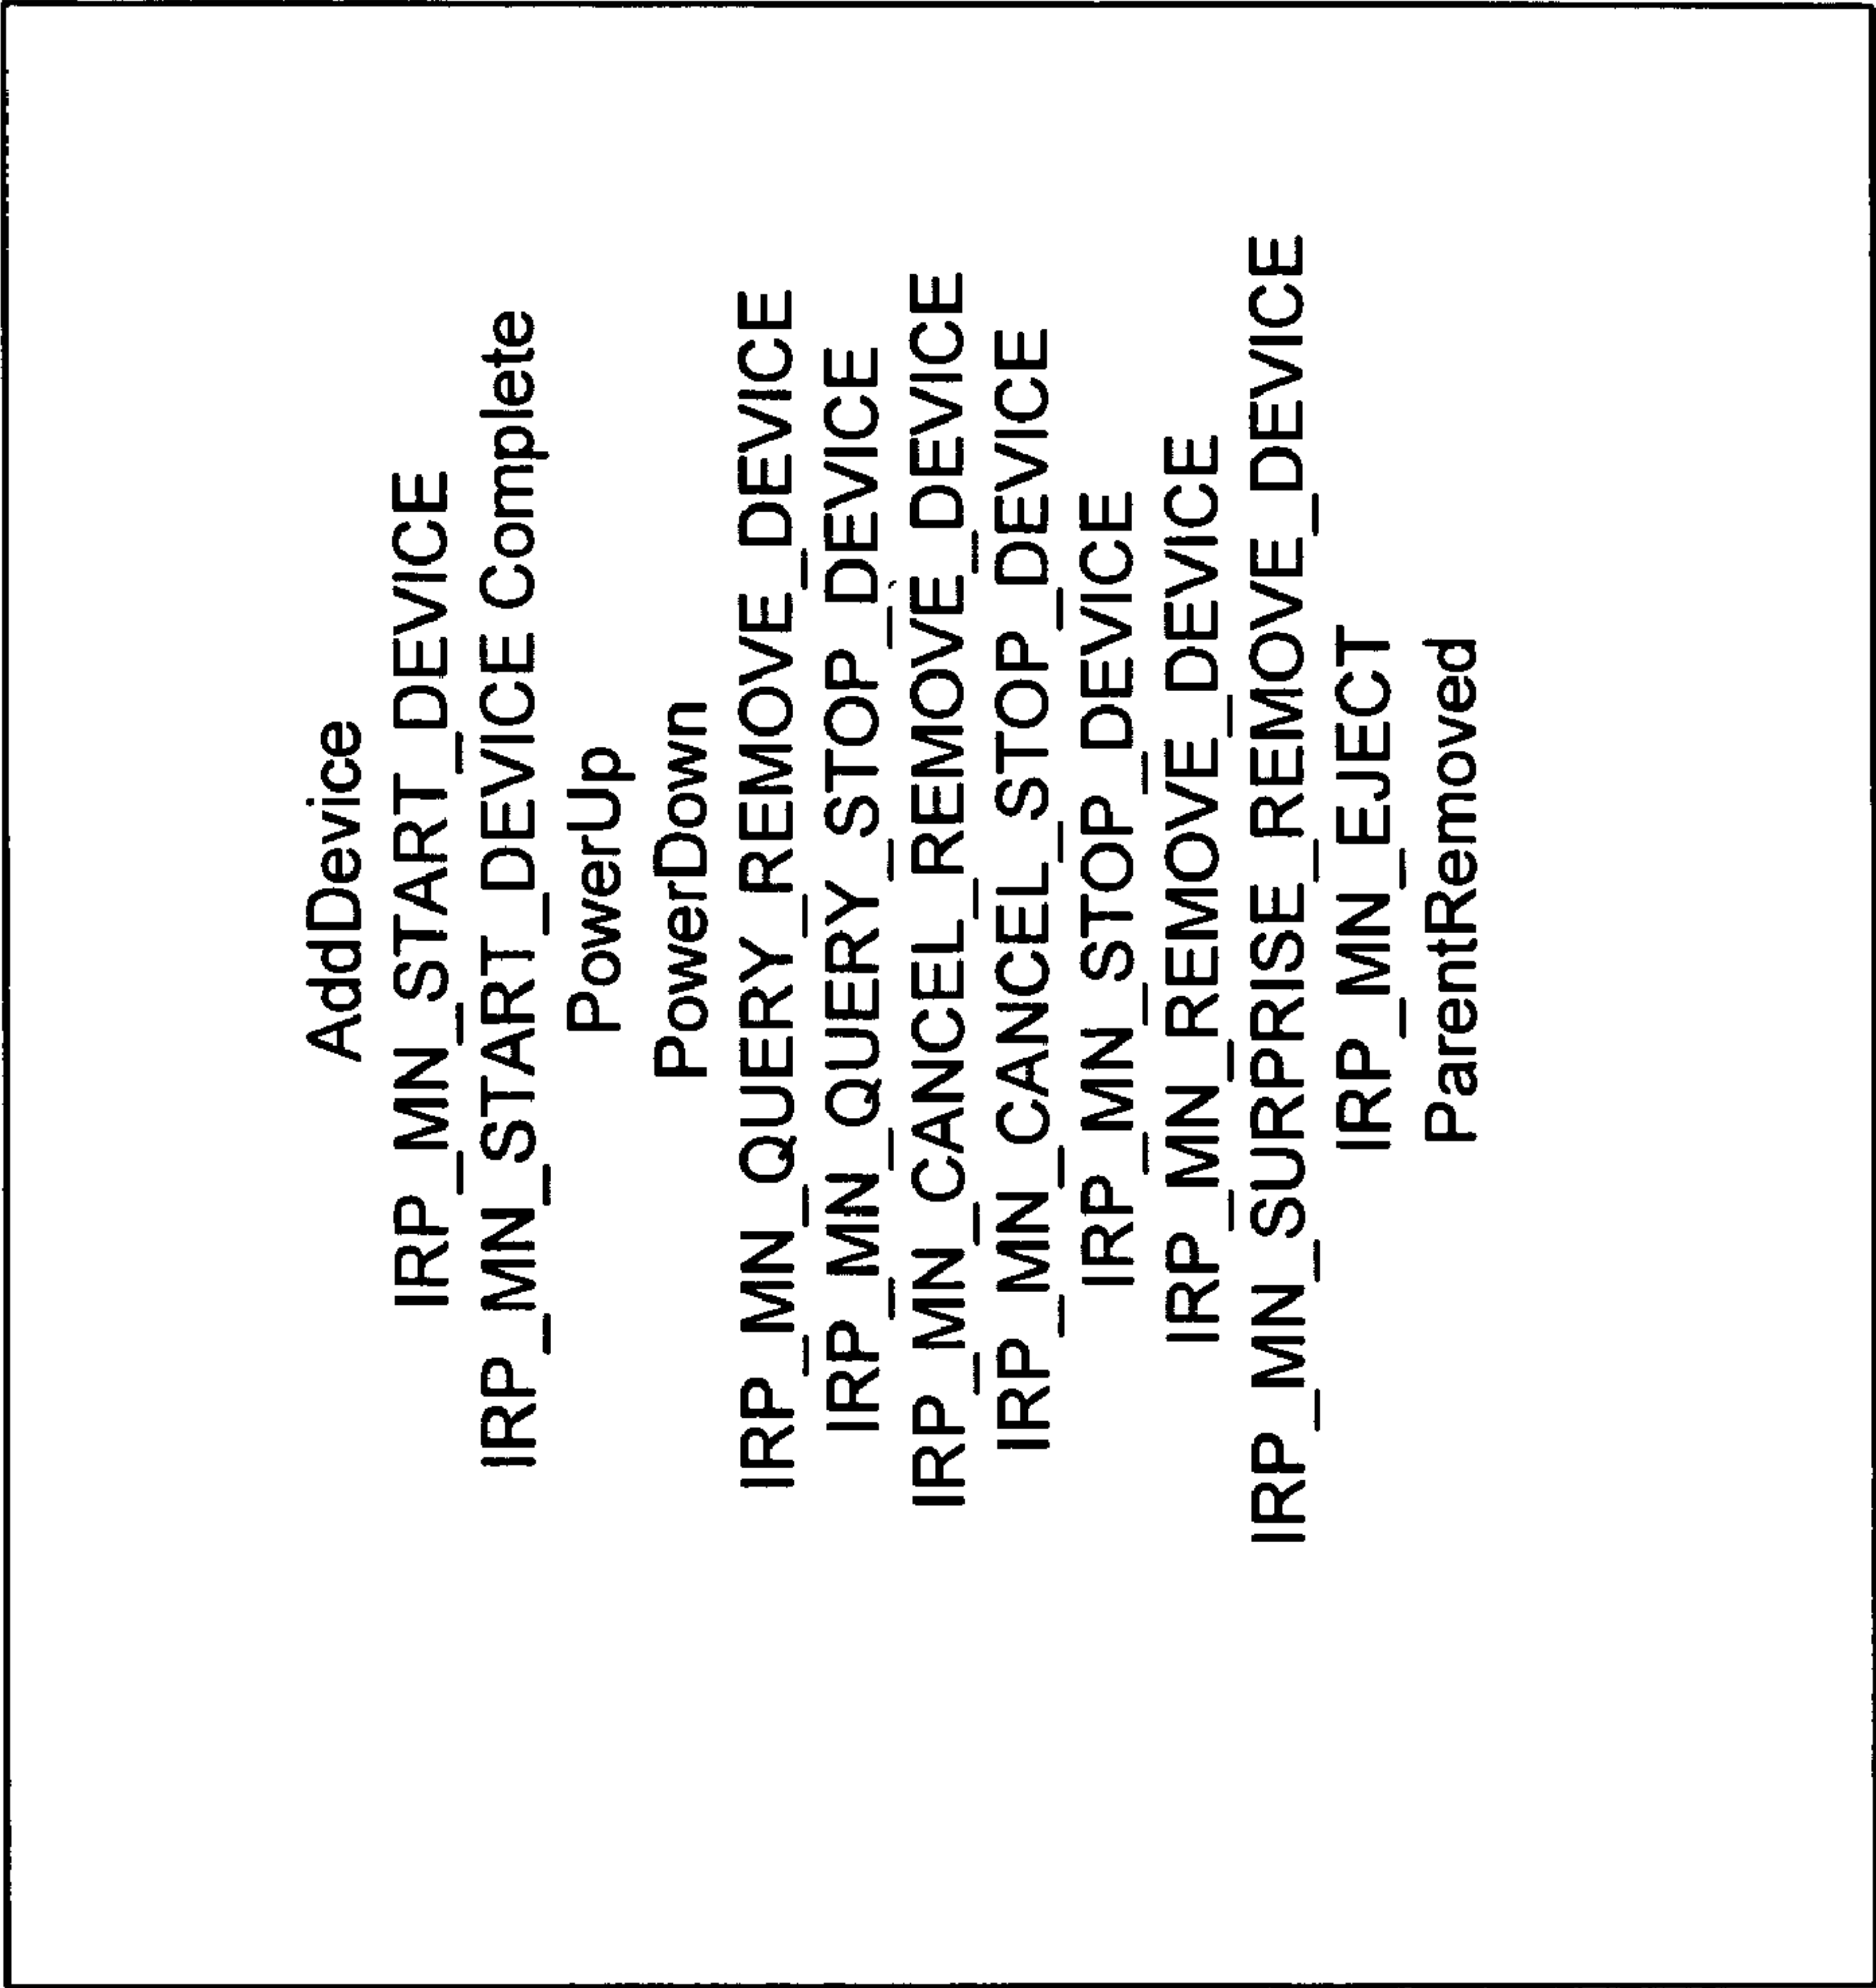 AddDevice
IRP_MN_START_DEVICE
IRP_MN_START_DEVICE Complete
PowerUp
PowerDown
IRP_MN_QUERY_REMOVE_DEVICE
IRP_MN_QUERY_STOP_DEVICE
IRP_MN_CANCEL_REMOVE_DEVICE
IRP_MN_CANCEL_STOP_DEVICE
IRP_MN_STOP_DEVICE
IRP_MN_REMOVE_DEVICE
IRP_MN_SURPRISE_REMOVE_DEVICE
IRP_MN_EJECT
ParentRemoved